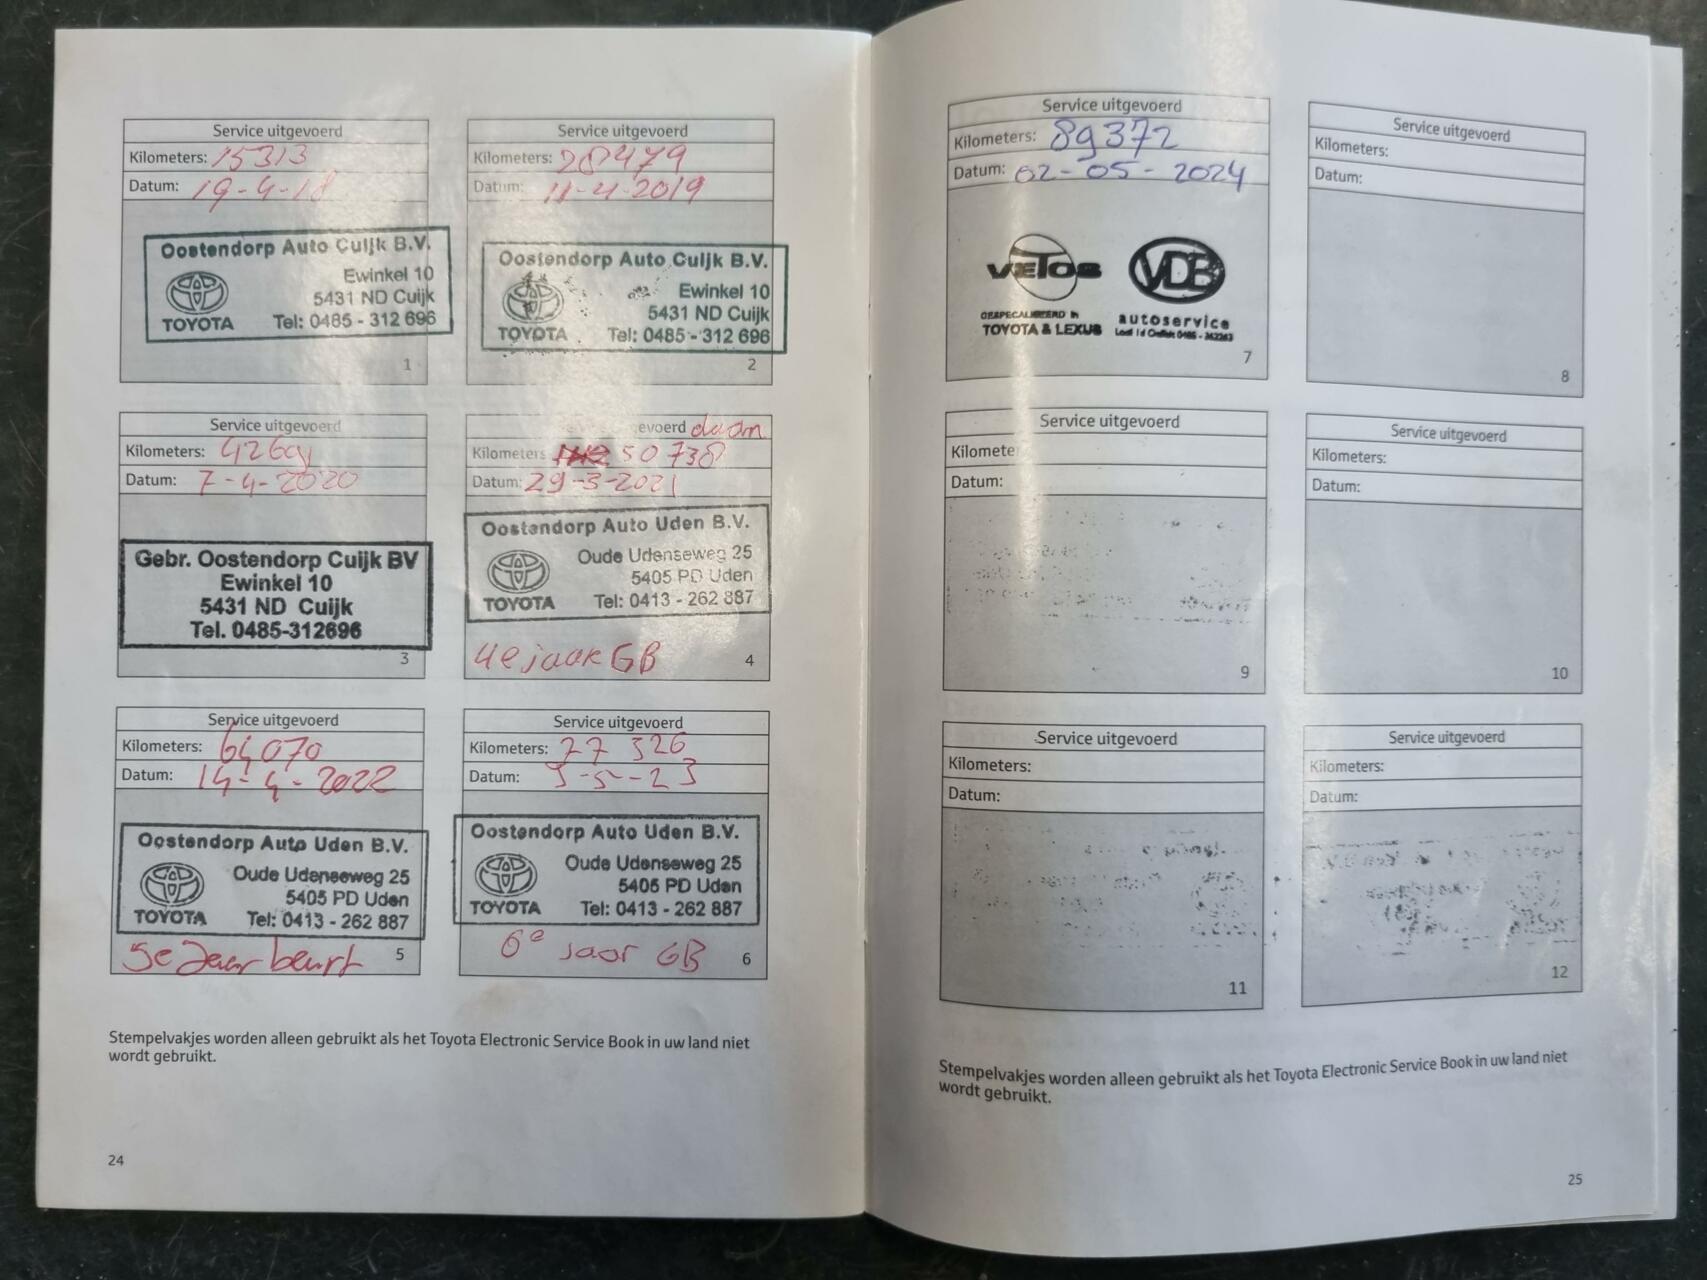 Service uitgevoerd
Kilometers: 15313
Datum: 19-4-18
Oostendorp Auto Cuijk B.V.
Ewinkel 10
5431 ND Cuijk
TOYOTA Tel: 0485 - 312 696
1
Service uitgevoerd
Kilometers: 28479
Datum: 11-4-2019
Oostendorp Auto Cuijk B.V.
Ewinkel 10
5431 ND Cuijk
TOYOTA Tel: 0485 - 312 696
2
Service uitgevoerd
Kilometers:
Datum: 7-4-2020
Gebr. Oostendorp Cuijk BV
Ewinkel 10
5431 ND Cuijk
Tel. 0485-312696
3
evoerd
Kilometers 50738
Datum: 29-3-2021
Oostendorp Auto Uden B.V.
Oude Udenseweg 25
5405 PD Uden
TOYOTA Tel: 0413 - 262 887
4e jaar GB
4
Service uitgevoerd
Kilometers: 64070
Datum: 14-4-2022
Oostendorp Auto Uden B.V.
Oude Udenseweg 25
5405 PD Uden
TOYOTA Tel: 0413 - 262 887
5e Jaar beurt
5
Service uitgevoerd
Kilometers: 77 326
Datum: 3-5-23
Oostendorp Auto Uden B.V.
Oude Udenseweg 25
5405 PD Uden
TOYOTA Tel: 0413 - 262 887
6e jaar GB
6
Stempelvakjes worden alleen gebruikt als het Toyota Electronic Service Book in uw land niet
wordt gebruikt.
24
Service uitgevoerd
Kilometers: 89372
Datum: 02-05-2024
VETOS VDB
GESPECIALISEERD IN autoservice
TOYOTA & LEXUS
7
Service uitgevoerd
Kilometers:
Datum:
8
Service uitgevoerd
Kilometer
Datum:
9
Service uitgevoerd
Kilometers:
Datum:
10
Service uitgevoerd
Kilometers:
Datum:
11
Service uitgevoerd
Kilometers:
Datum:
12
Stempelvakjes worden alleen gebruikt als het Toyota Electronic Service Book in uw land niet
wordt gebruikt.
25